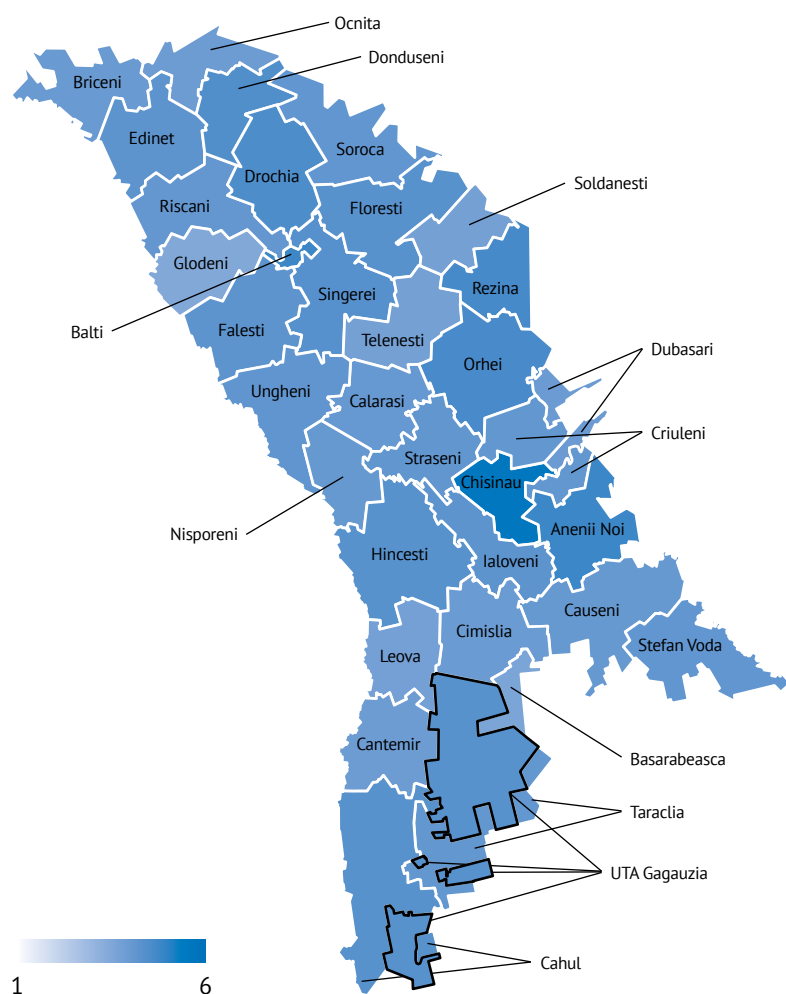 Ocnita
Donduseni
Briceni
Edinet
Soroca
Drochia
Soldanesti
Riscani
Floresti
Glodeni
Rezina
Singerei
Balti
Falesti
Telenesti
Dubasari
Orhei
Ungheni
Calarasi
Criuleni
Straseni
Chisinau
Nisporeni
Anenii Noi
Hincesti
Ialoveni
Causeni
Cimislia
Stefan Voda
Leova
Cantemir
Basarabeasca
Taraclia
UTA Gagauzia
Cahul
1
6